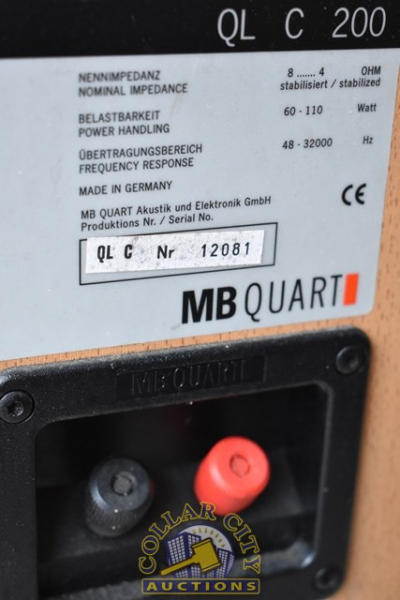 QL C 200
NENNIMPEDANZ 8 ....... 4 OHM
NOMINAL IMPEDANCE stabilisiert / stabilized
BELASTBARKEIT 60 - 110 Watt
POWER HANDLING
ÜBERTRAGUNGSBEREICH 48 - 32000 Hz
FREQUENCY RESPONSE
MADE IN GERMANY
MB QUART Akustik und Elektronik GmbH
Produktions Nr. / Serial No.
CE
QL C Nr 12081
MB QUART
MB QUART
COLLAR CITY
AUCTIONS